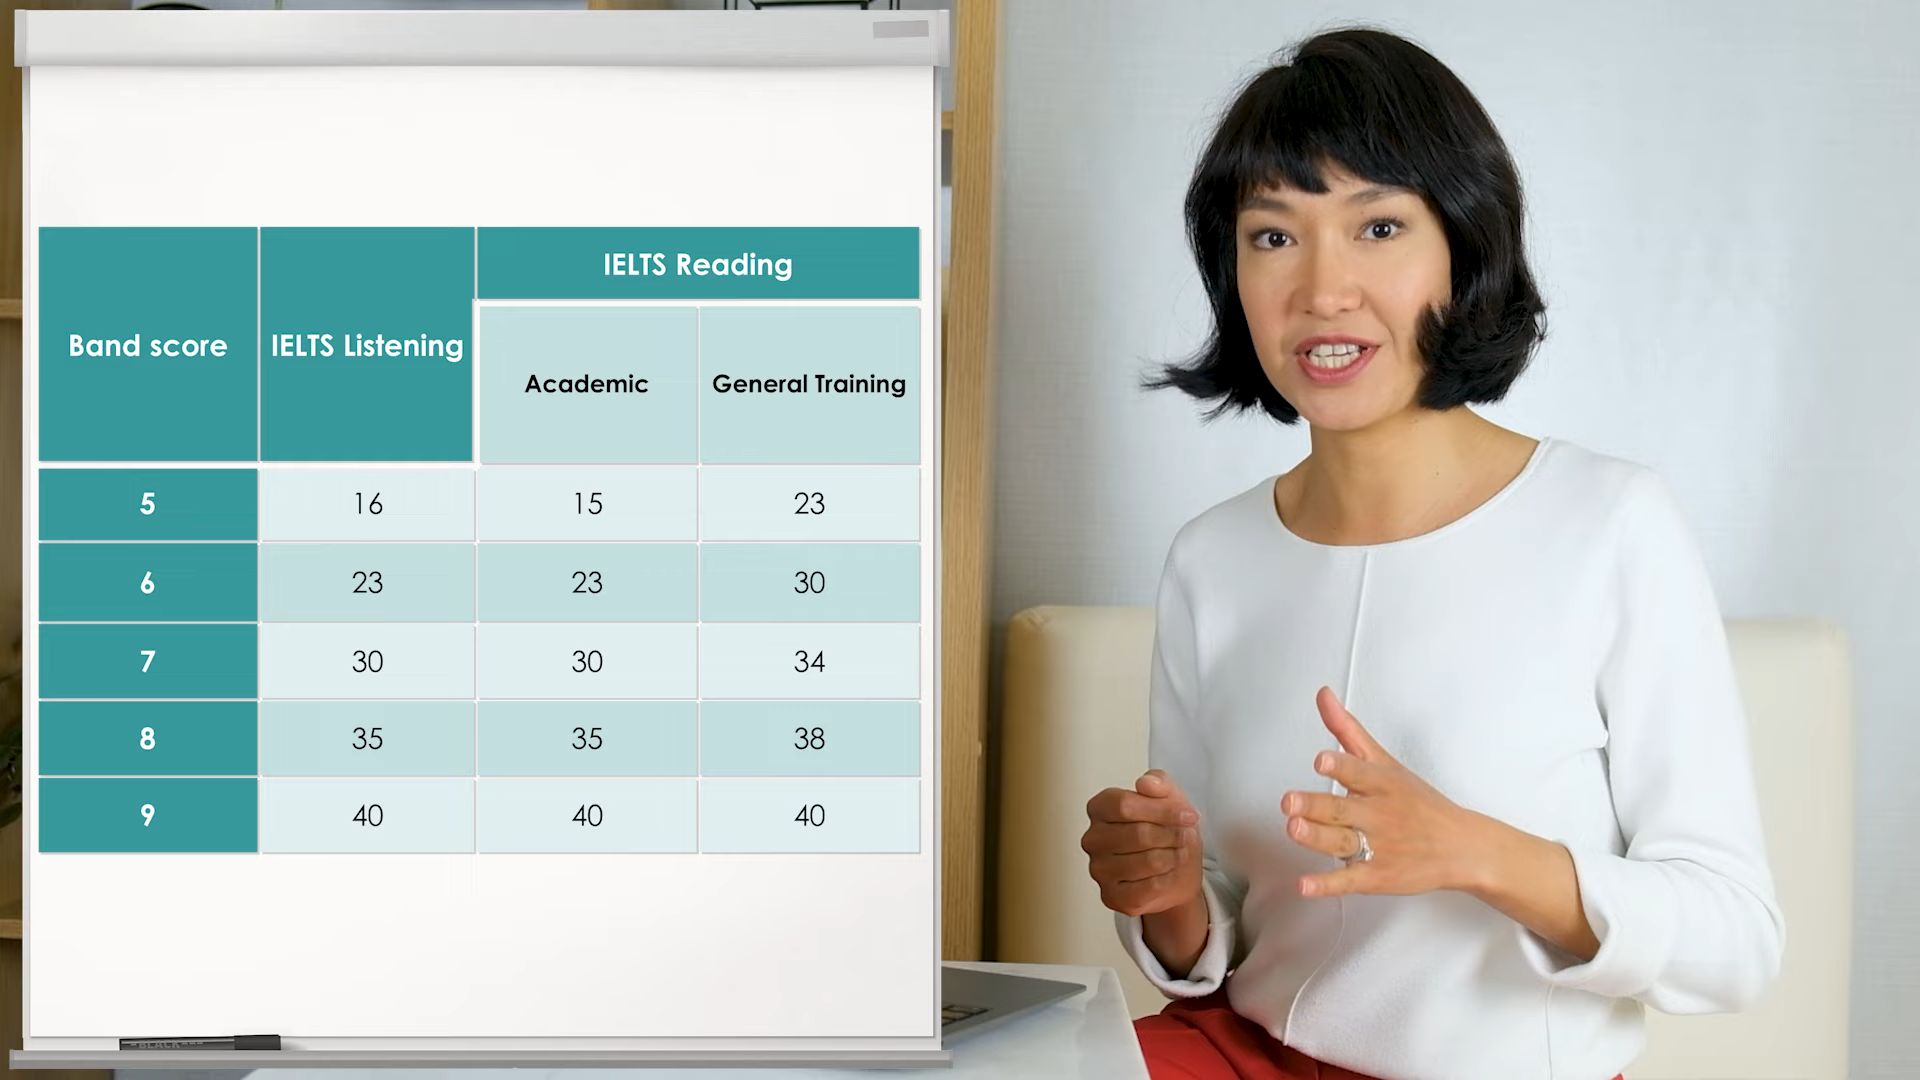 IELTS Reading
Band score IELTS Listening
Academic General Training
5 16 15 23
6 23 23 30
7 30 30 34
8 35 35 38
9 40 40 40
BLACK